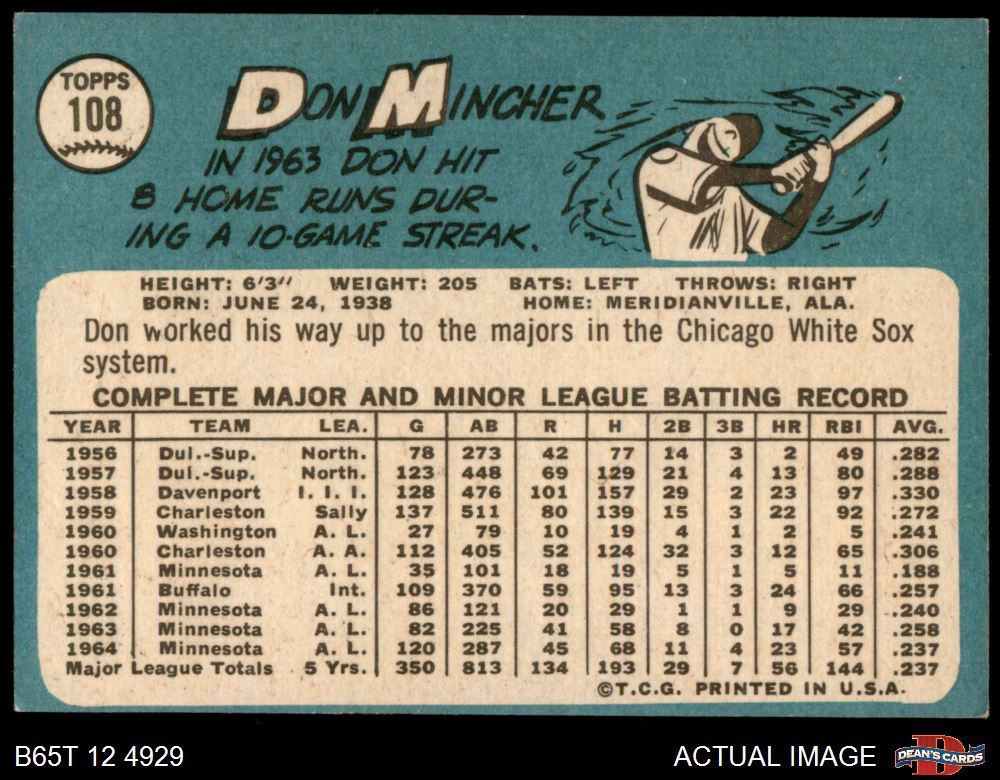 TOPPS
108
DON MINCHER
IN 1963 DON HIT
8 HOME RUNS DUR-
ING A 10-GAME STREAK.
HEIGHT: 6'3" WEIGHT: 205 BATS: LEFT THROWS: RIGHT
BORN: JUNE 24, 1938 HOME: MERIDIANVILLE, ALA.
Don worked his way up to the majors in the Chicago White Sox
system.
COMPLETE MAJOR AND MINOR LEAGUE BATTING RECORD
YEAR TEAM LEA. G AB R H 2B 3B HR RBI AVG.
1956 Dul.-Sup. North. 78 273 42 77 14 3 2 49 .282
1957 Dul.-Sup. North. 123 448 69 129 21 4 13 80 .288
1958 Davenport I. I. I. 128 476 101 157 29 2 23 97 .330
1959 Charleston Sally 137 511 80 139 15 3 22 92 .272
1960 Washington A. L. 27 79 10 19 4 1 2 5 .241
1960 Charleston A. A. 112 405 52 124 32 3 12 65 .306
1961 Minnesota A. L. 35 101 18 19 5 1 5 11 .188
1961 Buffalo Int. 109 370 59 95 13 3 24 66 .257
1962 Minnesota A. L. 86 121 20 29 1 1 9 29 .240
1963 Minnesota A. L. 82 225 41 58 8 0 17 42 .258
1964 Minnesota A. L. 120 287 45 68 11 4 23 57 .237
Major League Totals 5 Yrs. 350 813 134 193 29 7 56 144 .237
©T.C.G. PRINTED IN U.S.A.
B65T 12 4929
ACTUAL IMAGE
D
DEAN'S CARDS